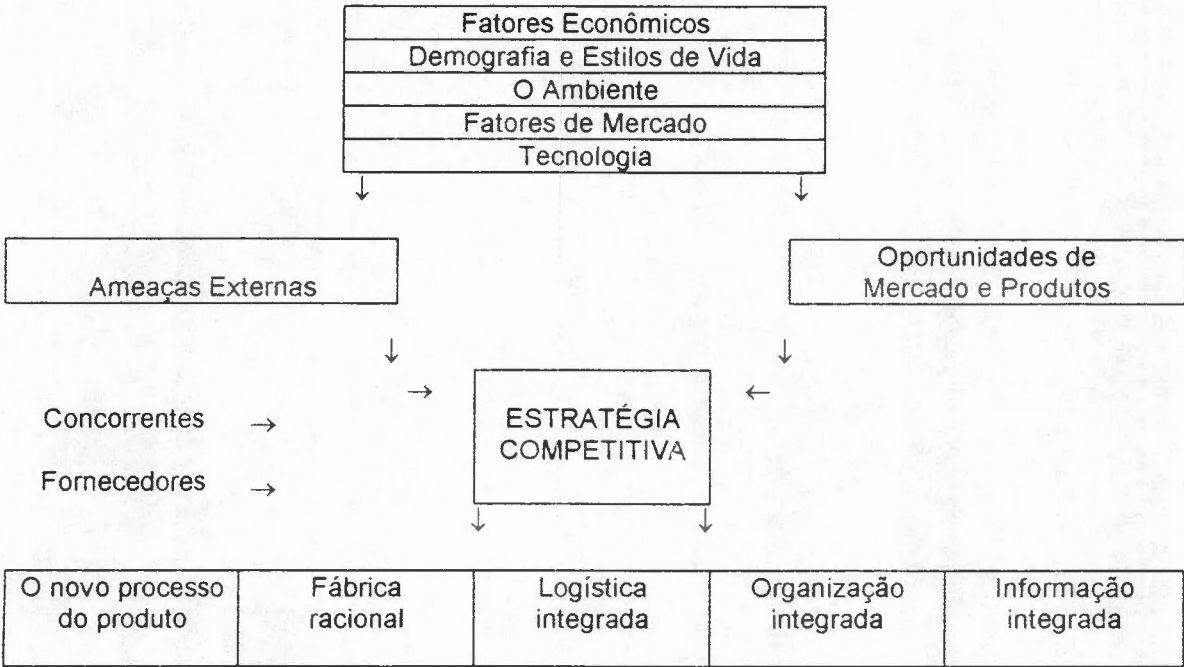 Fatores Econômicos
Demografia e Estilos de Vida
O Ambiente
Fatores de Mercado
Tecnologia
Ameaças Externas
Oportunidades de
Mercado e Produtos
Concorrentes
Fornecedores
ESTRATÉGIA
COMPETITIVA
O novo processo
do produto
Fábrica
racional
Logística
integrada
Organização
integrada
Informação
integrada